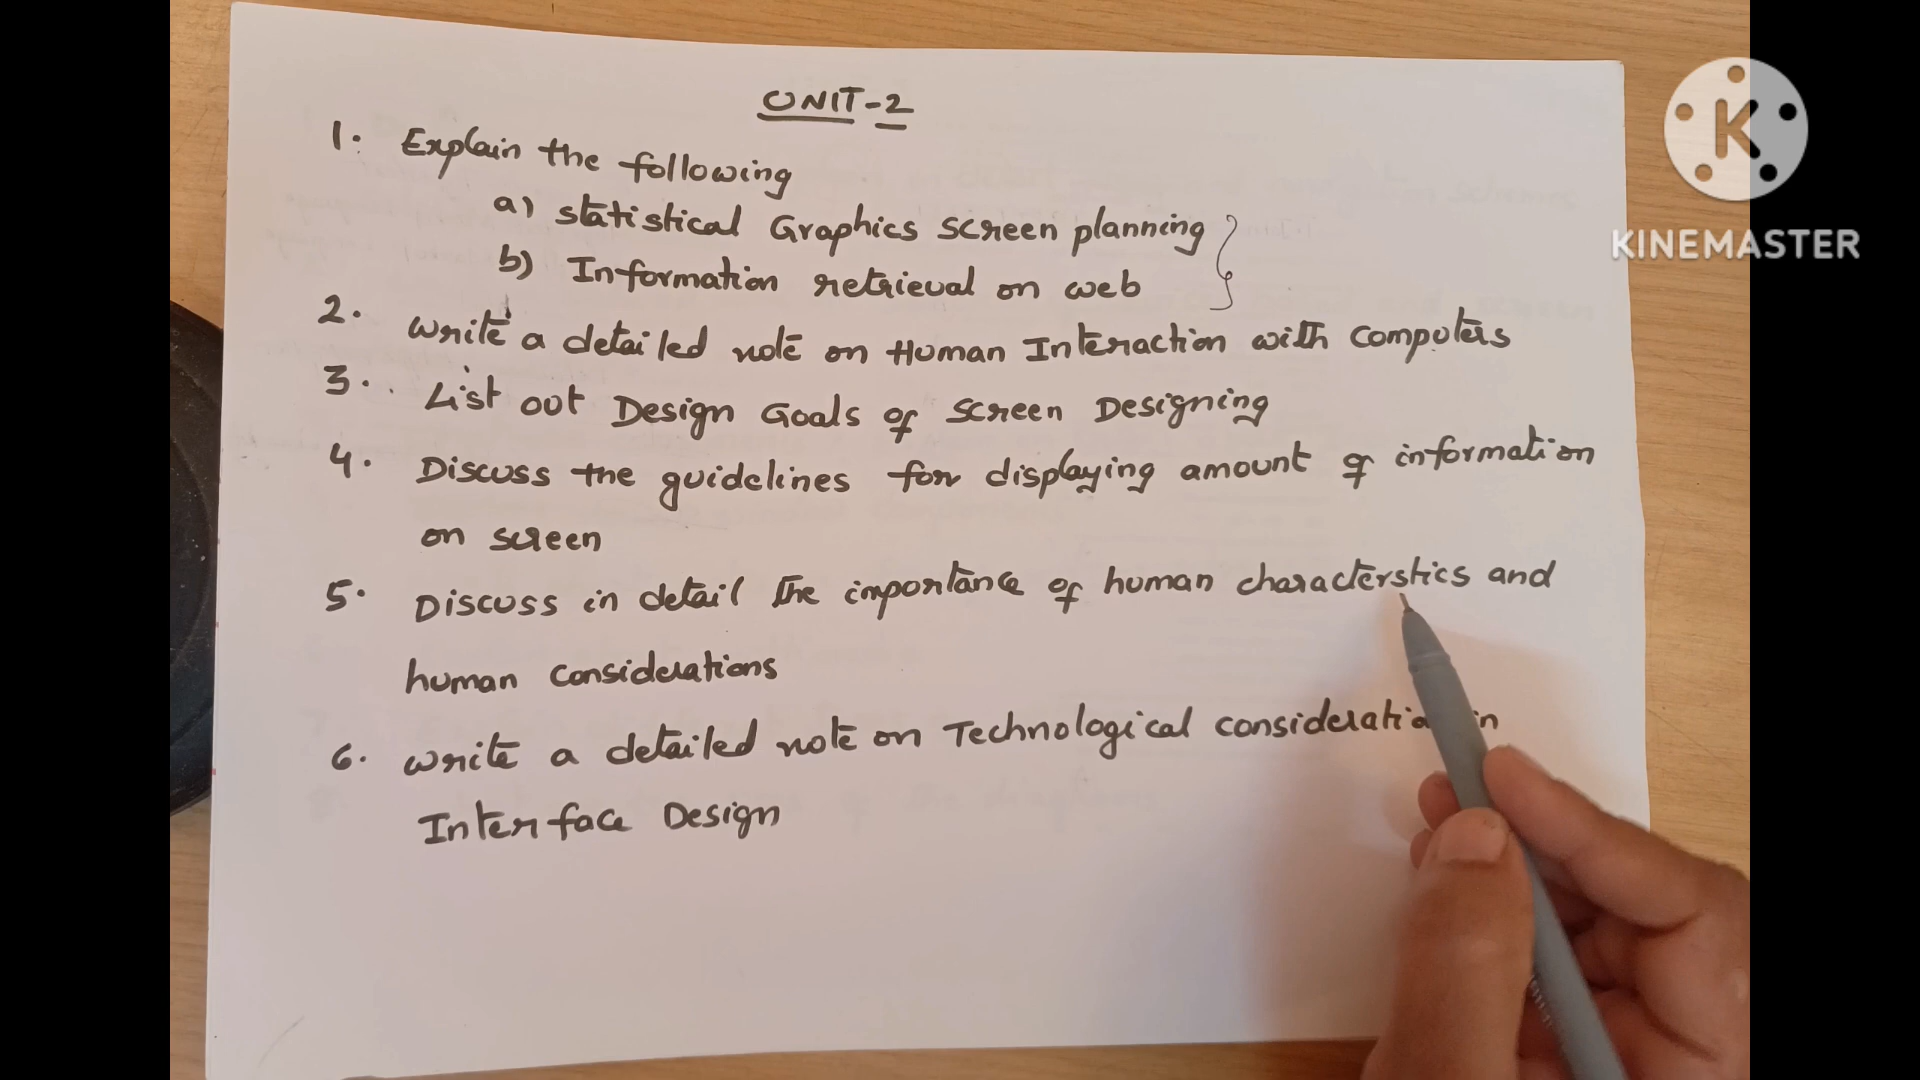 UNIT-2
1. Explain the following
a) statistical Graphics screen planning
b) Information retrieval on web
2. write a detailed note on Human Interaction with computers
3. List out Design Goals of screen Designing
4. Discuss the guidelines for displaying amount of information
on screen
5. Discuss in detail the importance of human characterstics and
human considerations
6. write a detailed note on Technological in
Interface Design
K
KINEMASTER